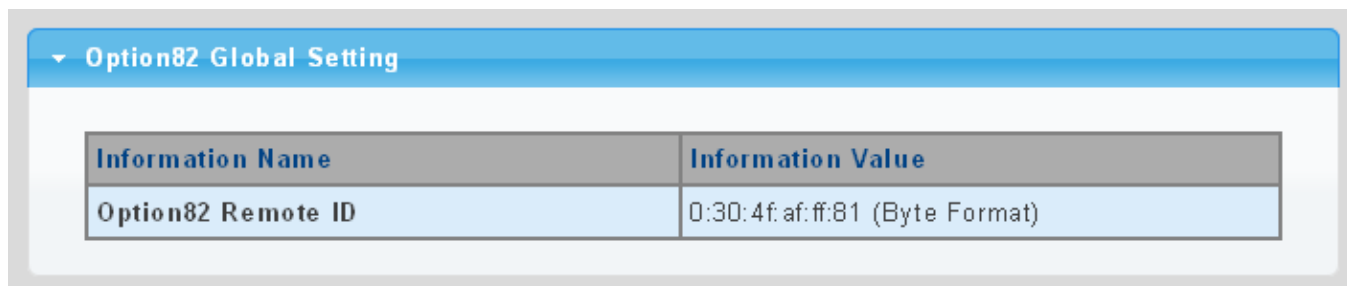 Option82 Global Setting
Information Name Information Value
Option82 Remote ID 0:30:4f:af:ff:81 (Byte Format)